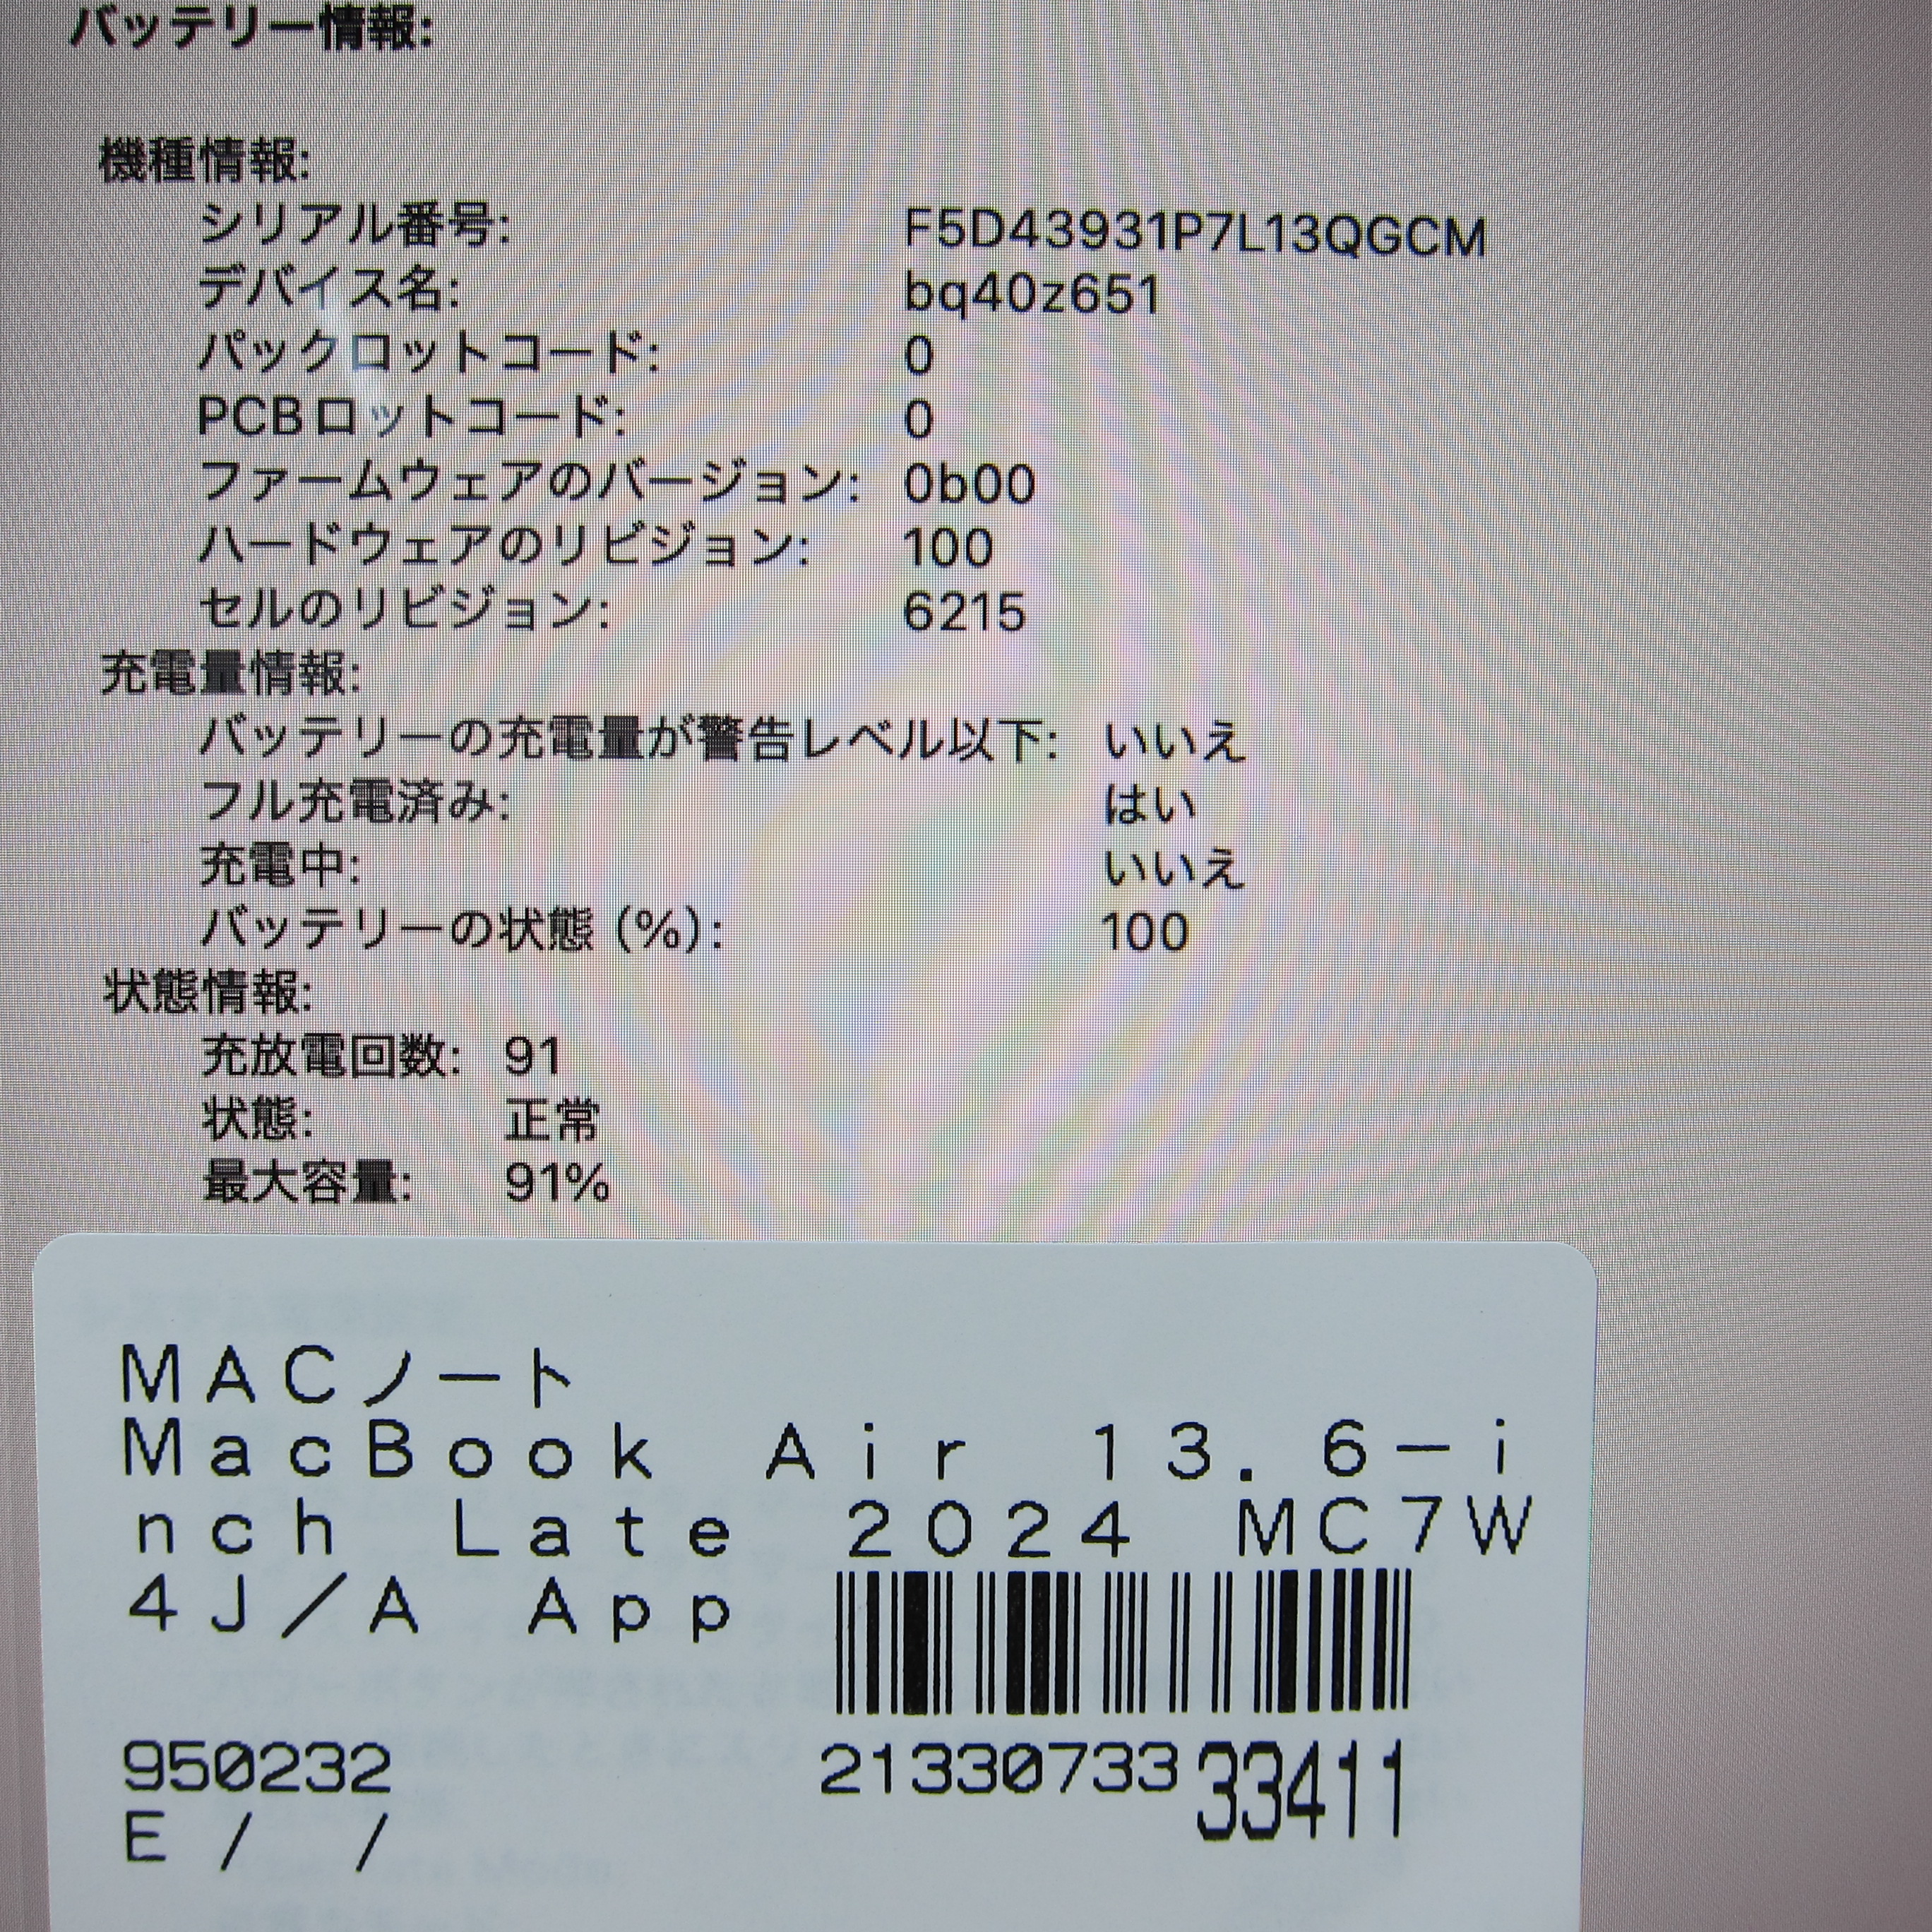 バッテリー情報:
機種情報:
シリアル番号: F5D43931P7L13QGCM
デバイス名: bq40z651
パックロットコード: 0
PCBロットコード: 0
ファームウェアのバージョン: 0b00
ハードウェアのリビジョン: 100
セルのリビジョン: 6215
充電量情報:
バッテリーの充電量が警告レベル以下: いいえ
フル充電済み: はい
充電中: いいえ
バッテリーの状態 (%): 100
状態情報:
充放電回数: 91
状態: 正常
最大容量: 91%
MACノート
MacBook Air 13.6-i
nch Late 2024 MC7W
4J/A App
950232 2133073333411
E / /